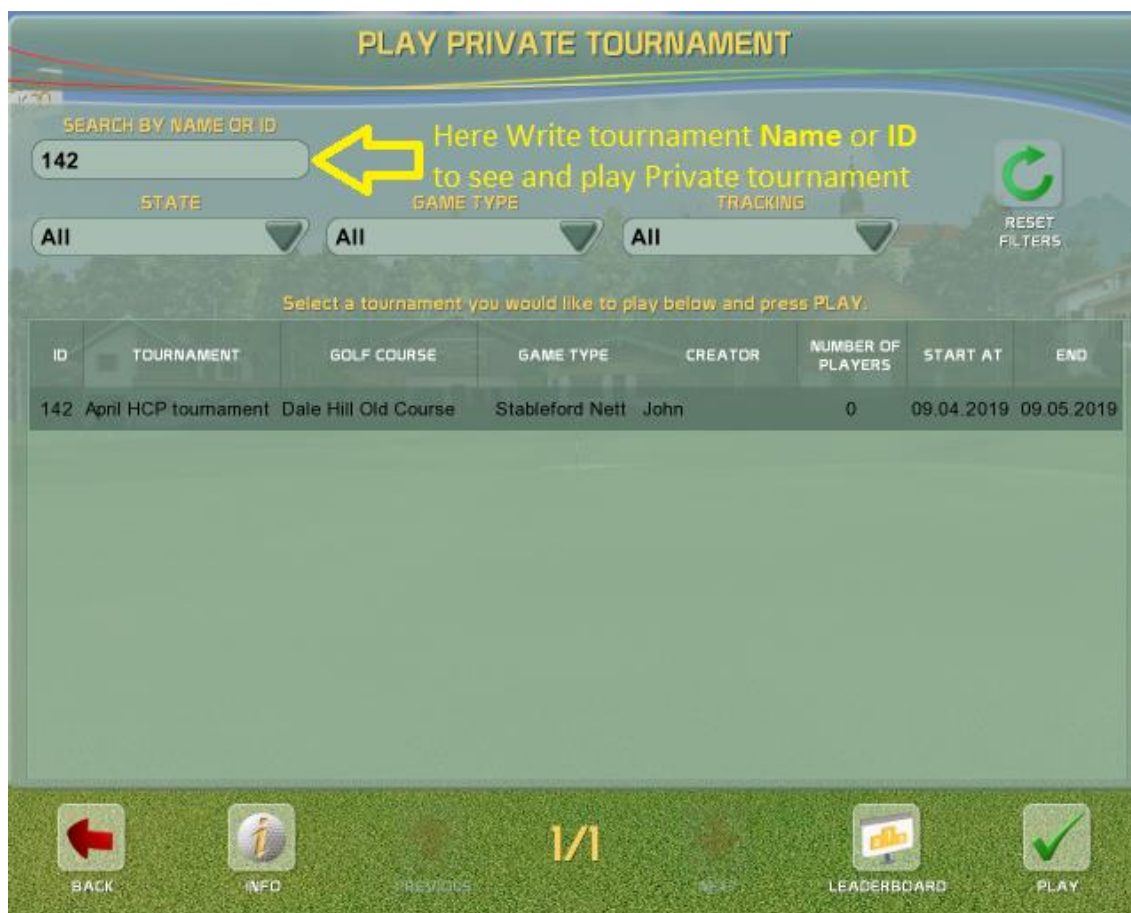 PLAY PRIVATE TOURNAMENT
SEARCH BY NAME OR ID
142
Here Write tournament Name or ID
to see and play Private tournament
STATE
GAME TYPE
TRACKING
All
All
All
RESET
FILTERS
Select a tournament you would like to play below and press PLAY.
ID TOURNAMENT GOLF COURSE GAME TYPE CREATOR NUMBER OF PLAYERS START AT END
142 April HCP tournament Dale Hill Old Course Stableford Nett John 0 09.04.2019 09.05.2019
1/1
BACK INFO PREVIOUS NEXT LEADERBOARD PLAY